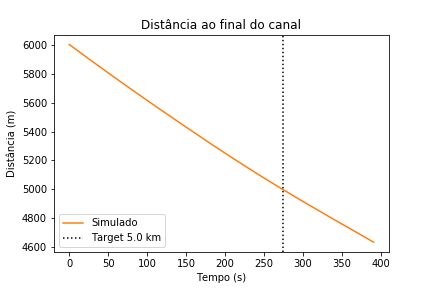 Distância ao final do canal
Distância (m)
6000
5800
5600
5400
5200
5000
4800
4600
Simulado
Target 5.0 km
0 50 100 150 200 250 300 350 400
Tempo (s)